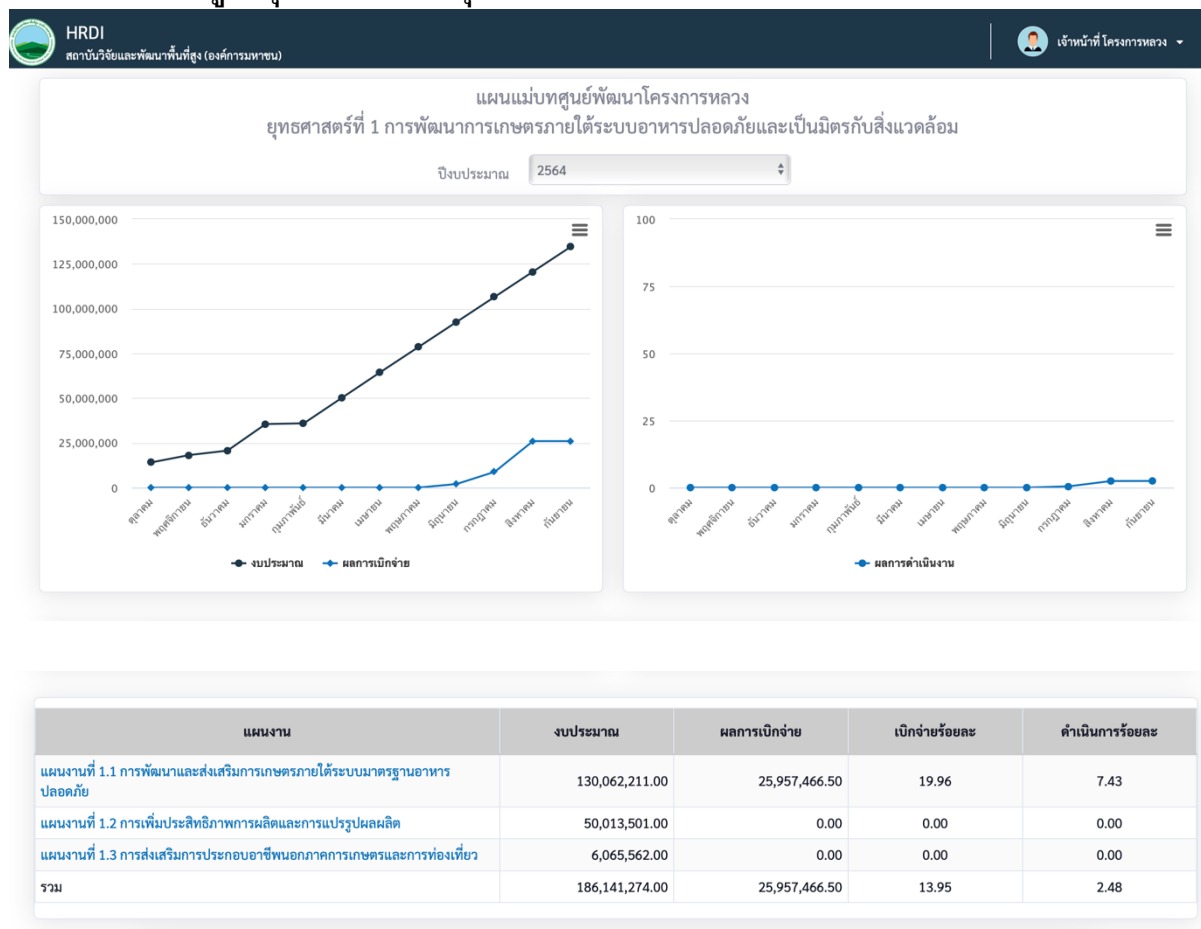 HRDI
สถาบันวิจัยและพัฒนาพื้นที่สูง (องค์การมหาชน)
เจ้าหน้าที่ โครงการหลวง
แผนแม่บทศูนย์พัฒนาโครงการหลวง
ยุทธศาสตร์ที่ 1 การพัฒนาการเกษตรภายใต้ระบบอาหารปลอดภัยและเป็นมิตรกับสิ่งแวดล้อม
ปีงบประมาณ 2564
150,000,000
125,000,000
100,000,000
75,000,000
50,000,000
25,000,000
0
ตุลาคม พฤศจิกายน ธันวาคม มกราคม กุมภาพันธ์ มีนาคม เมษายน พฤษภาคม มิถุนายน กรกฎาคม สิงหาคม กันยายน
งบประมาณ ผลการเบิกจ่าย
100
75
50
25
0
ตุลาคม พฤศจิกายน ธันวาคม มกราคม กุมภาพันธ์ มีนาคม เมษายน พฤษภาคม มิถุนายน กรกฎาคม สิงหาคม กันยายน
ผลการดำเนินงาน
แผนงาน งบประมาณ ผลการเบิกจ่าย เบิกจ่ายร้อยละ ดำเนินการร้อยละ
แผนงานที่ 1.1 การพัฒนาและส่งเสริมการเกษตรภายใต้ระบบมาตรฐานอาหาร
ปลอดภัย 130,062,211.00 25,957,466.50 19.96 7.43
แผนงานที่ 1.2 การเพิ่มประสิทธิภาพการผลิตและการแปรรูปผลผลิต 50,013,501.00 0.00 0.00 0.00
แผนงานที่ 1.3 การส่งเสริมการประกอบอาชีพนอกภาคการเกษตรและการท่องเที่ยว 6,065,562.00 0.00 0.00 0.00
รวม 186,141,274.00 25,957,466.50 13.95 2.48